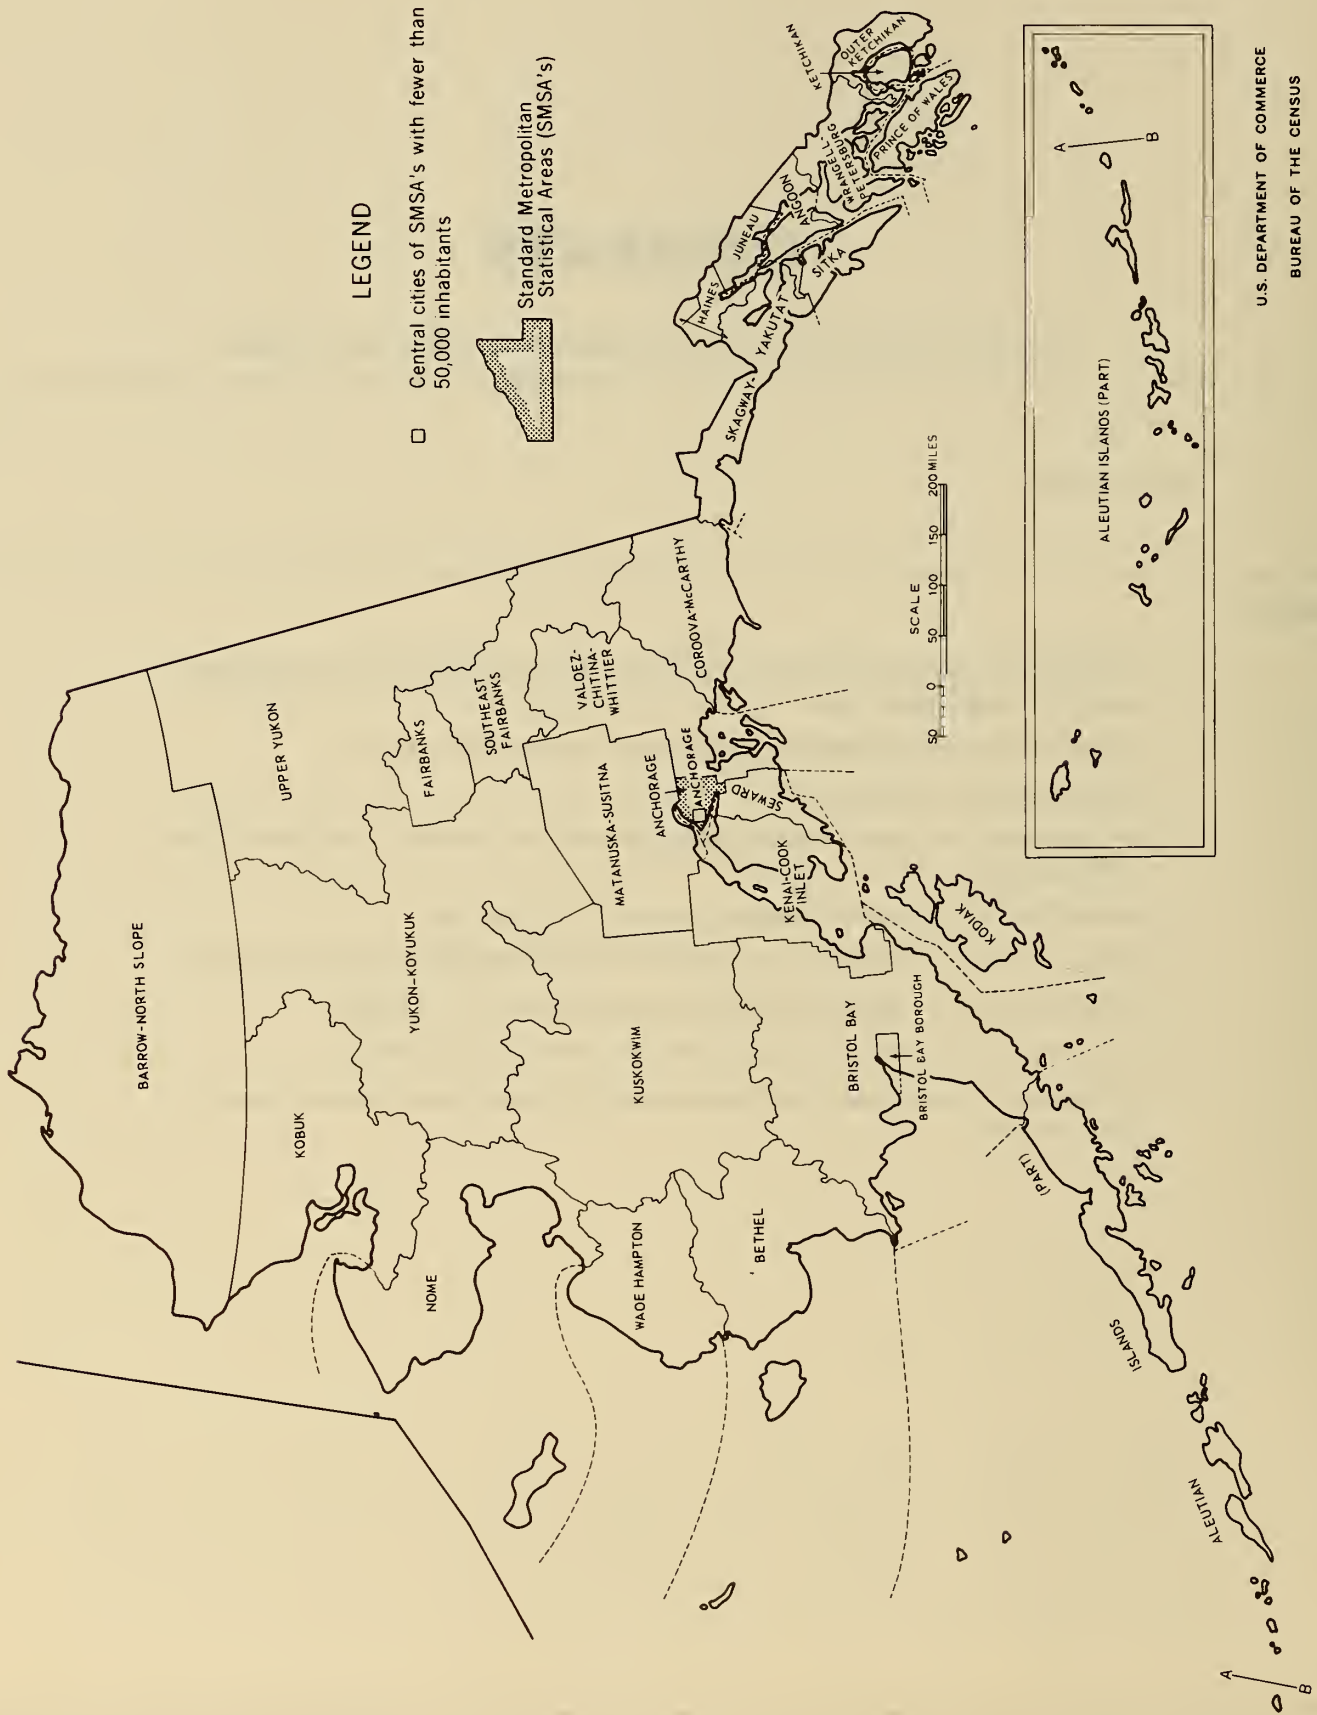 LEGEND
Central cities of SMSA's with fewer than
50,000 inhabitants
Standard Metropolitan
Statistical Areas (SMSA's)
BARROW-NORTH SLOPE
KOBUK
UPPER YUKON
NOME
YUKON-KOYUKUK
FAIRBANKS
SOUTHEAST
FAIRBANKS
WADE HAMPTON
KUSKOKWIM
MATANUSKA-SUSITNA
VALDEZ-
CHITINA-
WHITTIER
ANCHORAGE
ANCHORAGE
CORDOVA-McCARTHY
BETHEL
BRISTOL BAY
BRISTOL BAY BOROUGH
KENAI-COOK
INLET
SEWARD
KODIAK
SKAGWAY-
YAKUTAT
HAINES
JUNEAU
ANGOON
SITKA
WRANGELL-
PETERSBURG
PRINCE OF WALES
KETCHIKAN
OUTER
KETCHIKAN
ALEUTIAN
ISLANDS
(PART)
A
B
SCALE
50 0 50 100 150 200 MILES
ALEUTIAN ISLANDS (PART)
A
B
U.S. DEPARTMENT OF COMMERCE
BUREAU OF THE CENSUS